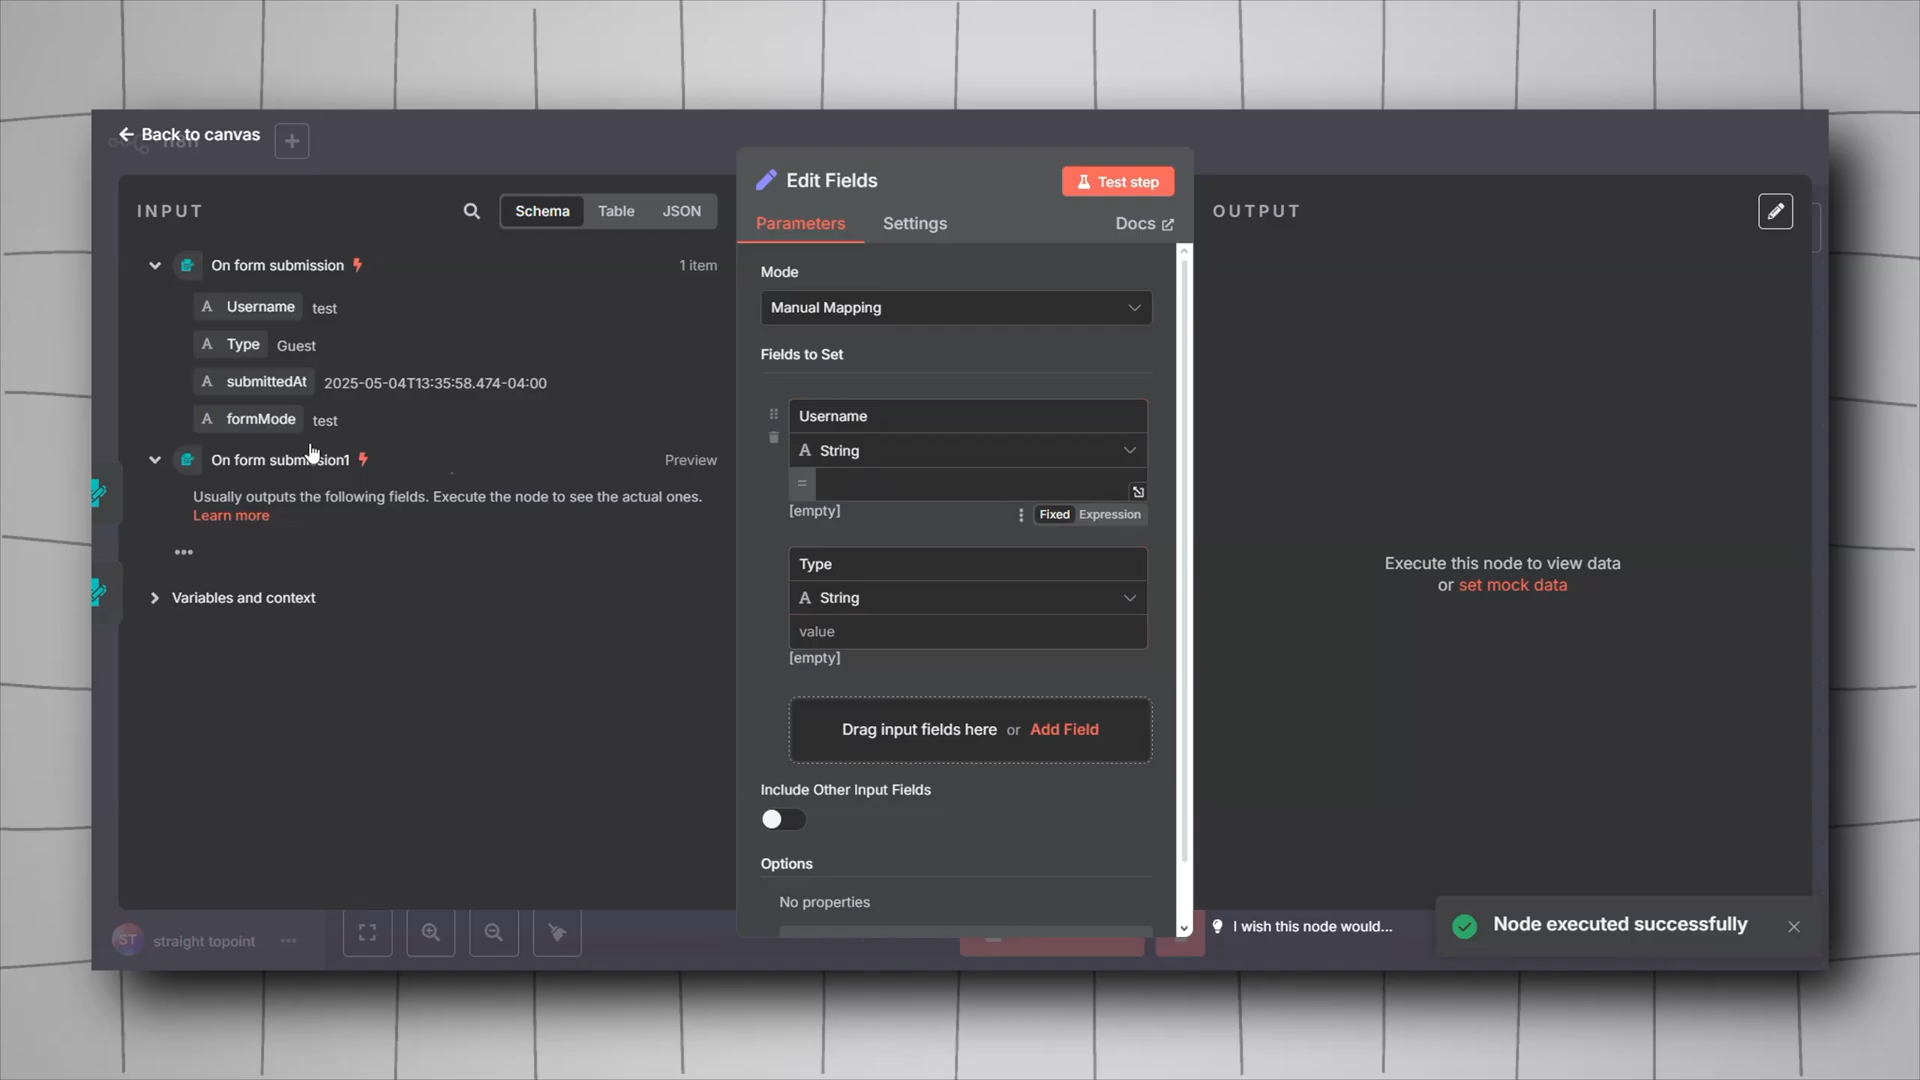 Back to canvas
n8n
INPUT
Schema
Table
JSON
On form submission
1 item
A Username test
A Type Guest
A submittedAt 2025-05-04T13:35:58.474-04:00
A formMode test
On form submission1
Preview
Usually outputs the following fields. Execute the node to see the actual ones.
Learn more
Variables and context
ST straight topoint
Edit Fields
Test step
Parameters
Settings
Docs
Mode
Manual Mapping
Fields to Set
Username
A String
=
[empty]
Fixed Expression
Type
A String
value
[empty]
Drag input fields here or Add Field
Include Other Input Fields
Options
No properties
OUTPUT
Execute this node to view data
or set mock data
I wish this node would...
Node executed successfully